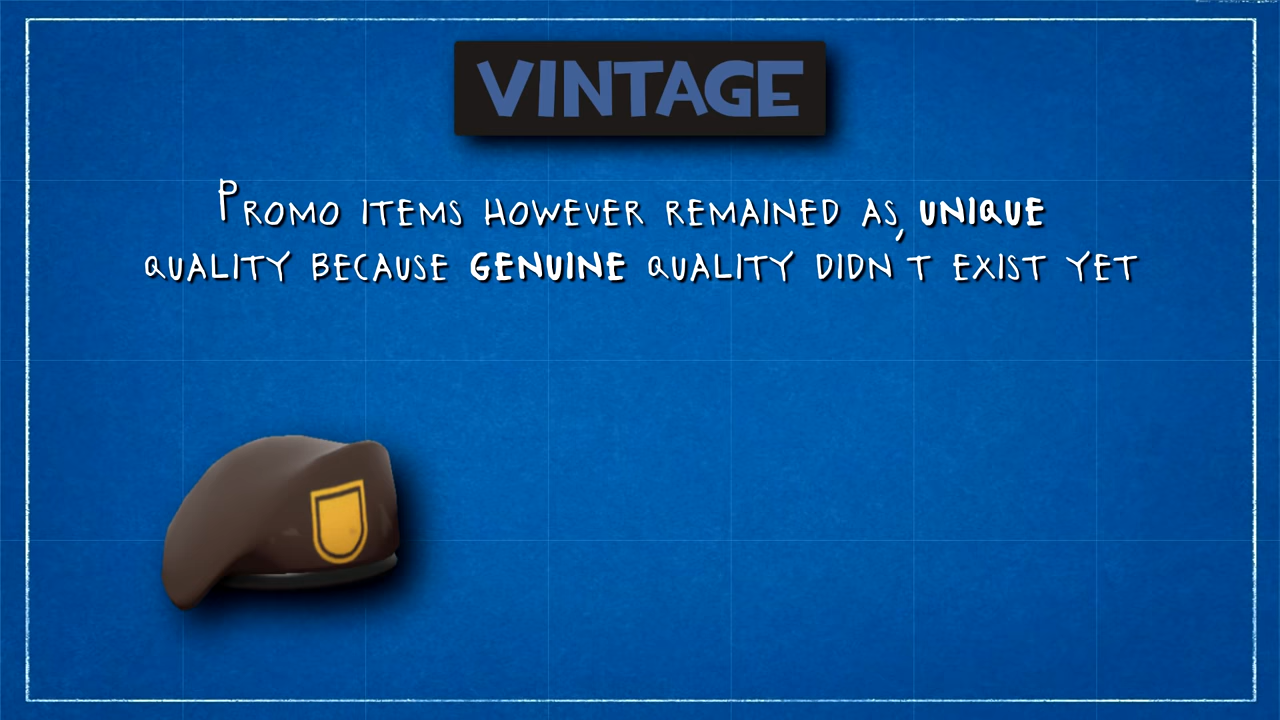 VINTAGE
Promo items however remained as, unique
quality because genuine quality didn t exist yet